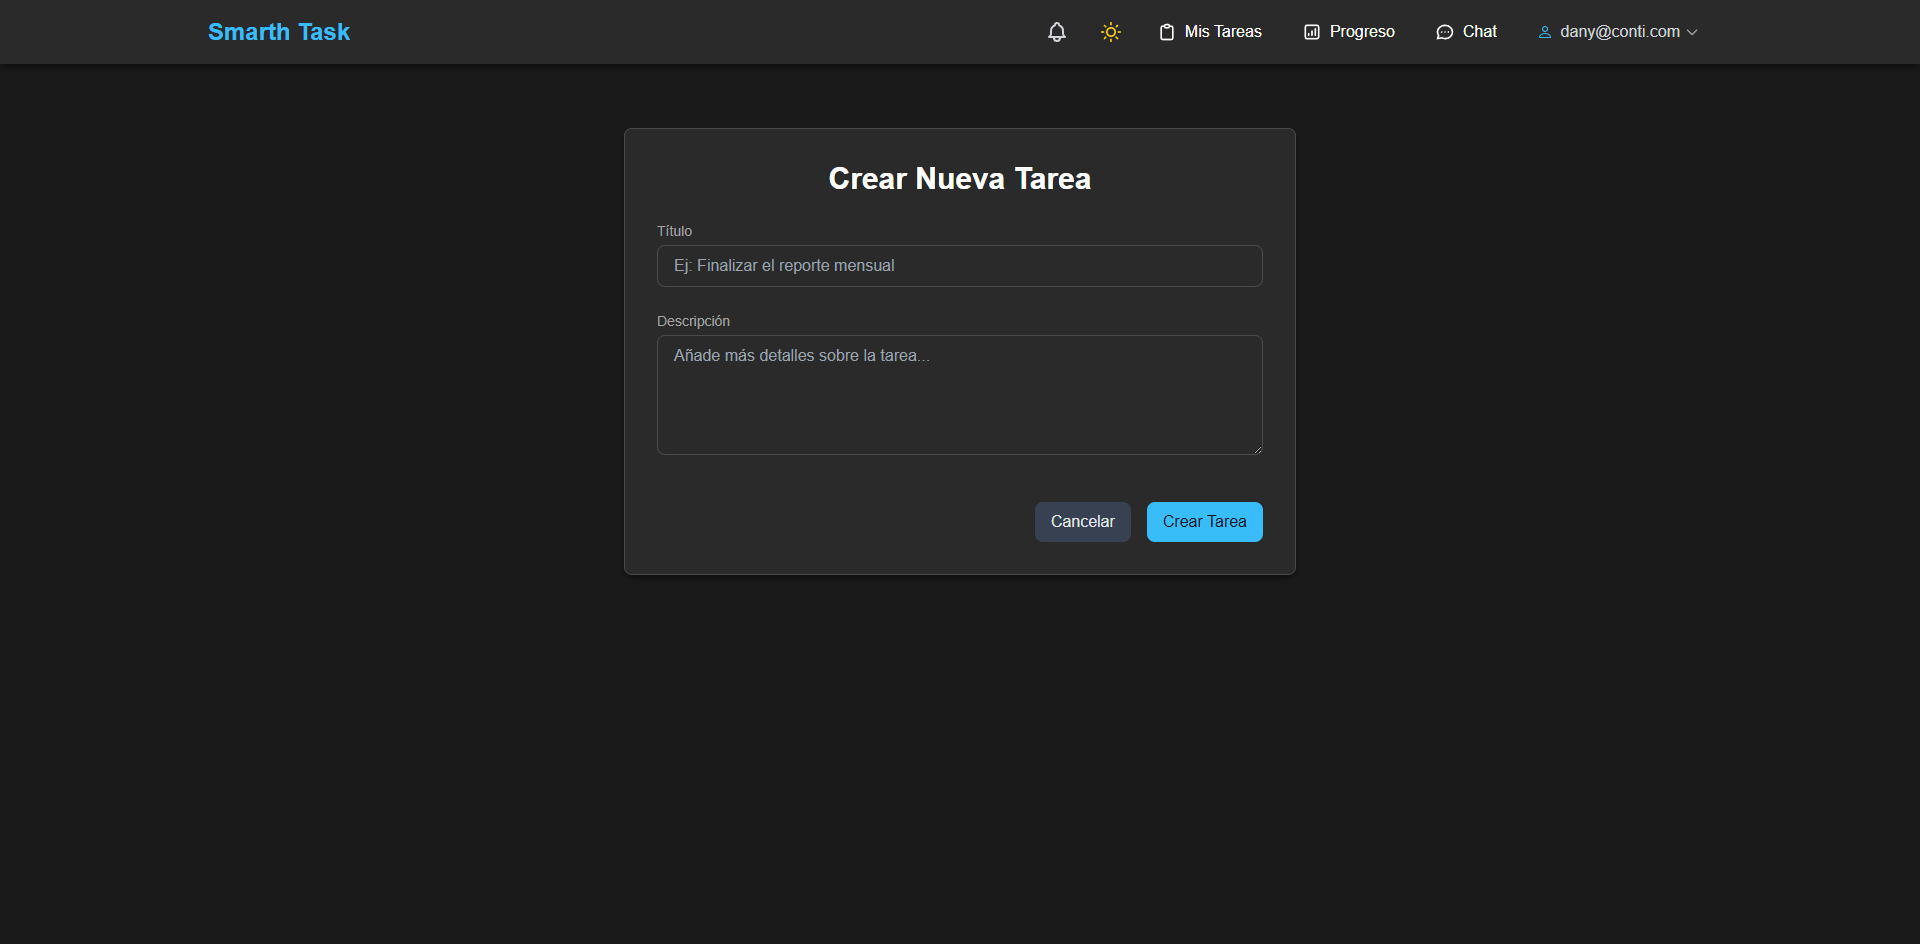 Smarth Task
Mis Tareas
Progreso
Chat
dany@conti.com
Crear Nueva Tarea
Título
Ej: Finalizar el reporte mensual
Descripción
Añade más detalles sobre la tarea...
Cancelar
Crear Tarea